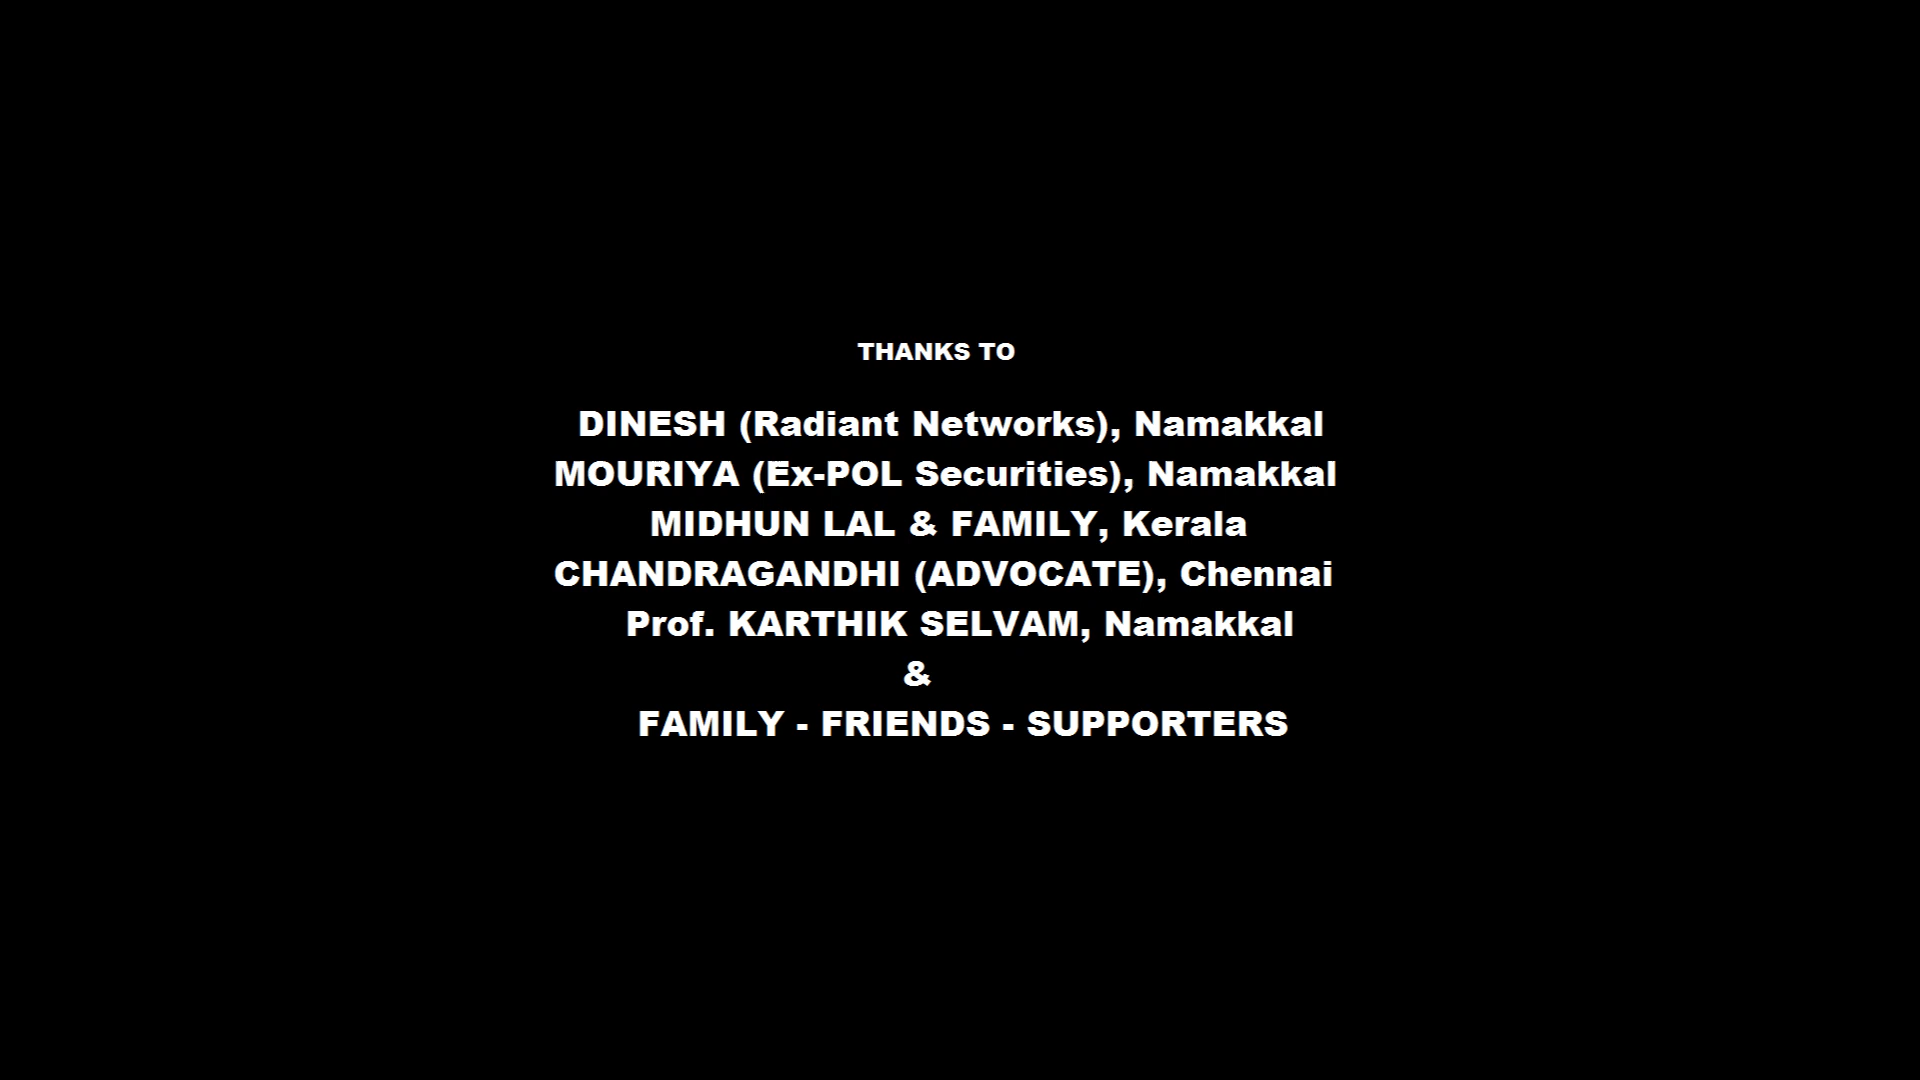 THANKS TO
DINESH (Radiant Networks), Namakkal
MOURIYA (Ex-POL Securities), Namakkal
MIDHUN LAL & FAMILY, Kerala
CHANDRAGANDHI (ADVOCATE), Chennai
Prof. KARTHIK SELVAM, Namakkal
&
FAMILY - FRIENDS - SUPPORTERS